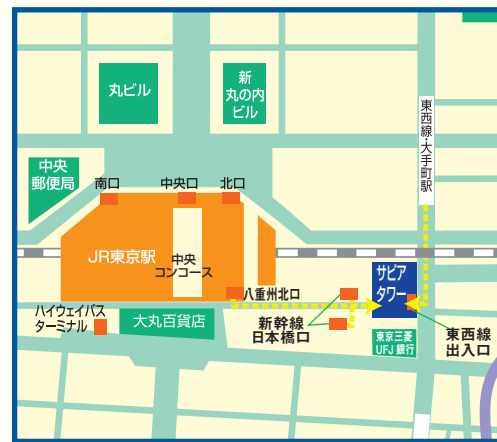 丸ビル
新
丸の内
ビル
東西線・大手町駅
中央
郵便局
南口
中央口
北口
JR東京駅
中央
コンコース
サピア
タワー
八重州北口
ハイウェイバス
ターミナル
大丸百貨店
新幹線
日本橋口
東京三菱
UFJ銀行
東西線
出入口